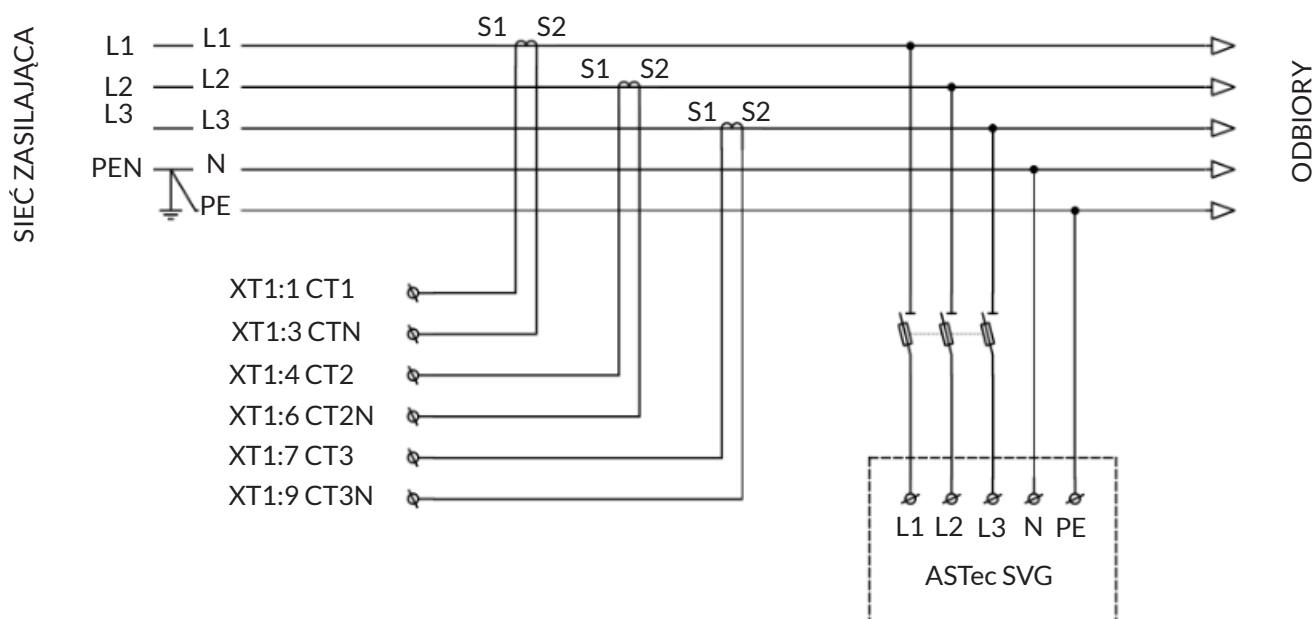 SIEĆ ZASILAJĄCA
L1 L1 S1 S2
L2 L2 S1 S2
L3 L3 S1 S2
PEN N
PE
ODBIORY
XT1:1 CT1
XT1:3 CTN
XT1:4 CT2
XT1:6 CT2N
XT1:7 CT3
XT1:9 CT3N
L1 L2 L3 N PE
ASTec SVG